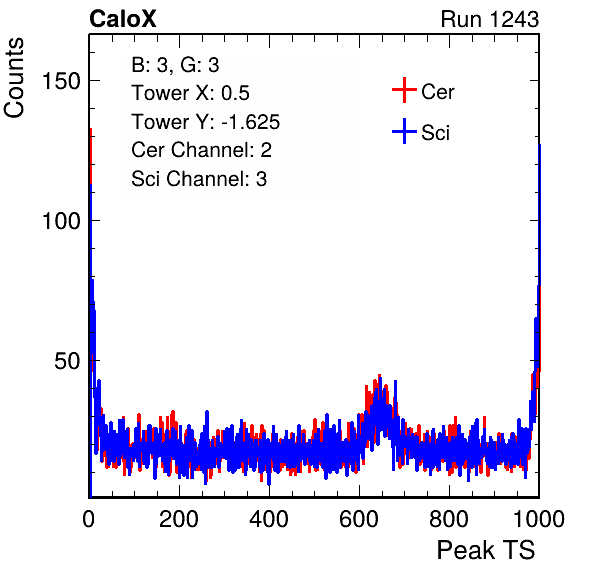 CaloX
Run 1243
Counts
B: 3, G: 3
Tower X: 0.5
Tower Y: -1.625
Cer Channel: 2
Sci Channel: 3
Cer
Sci
150
100
50
0 200 400 600 800 1000
Peak TS